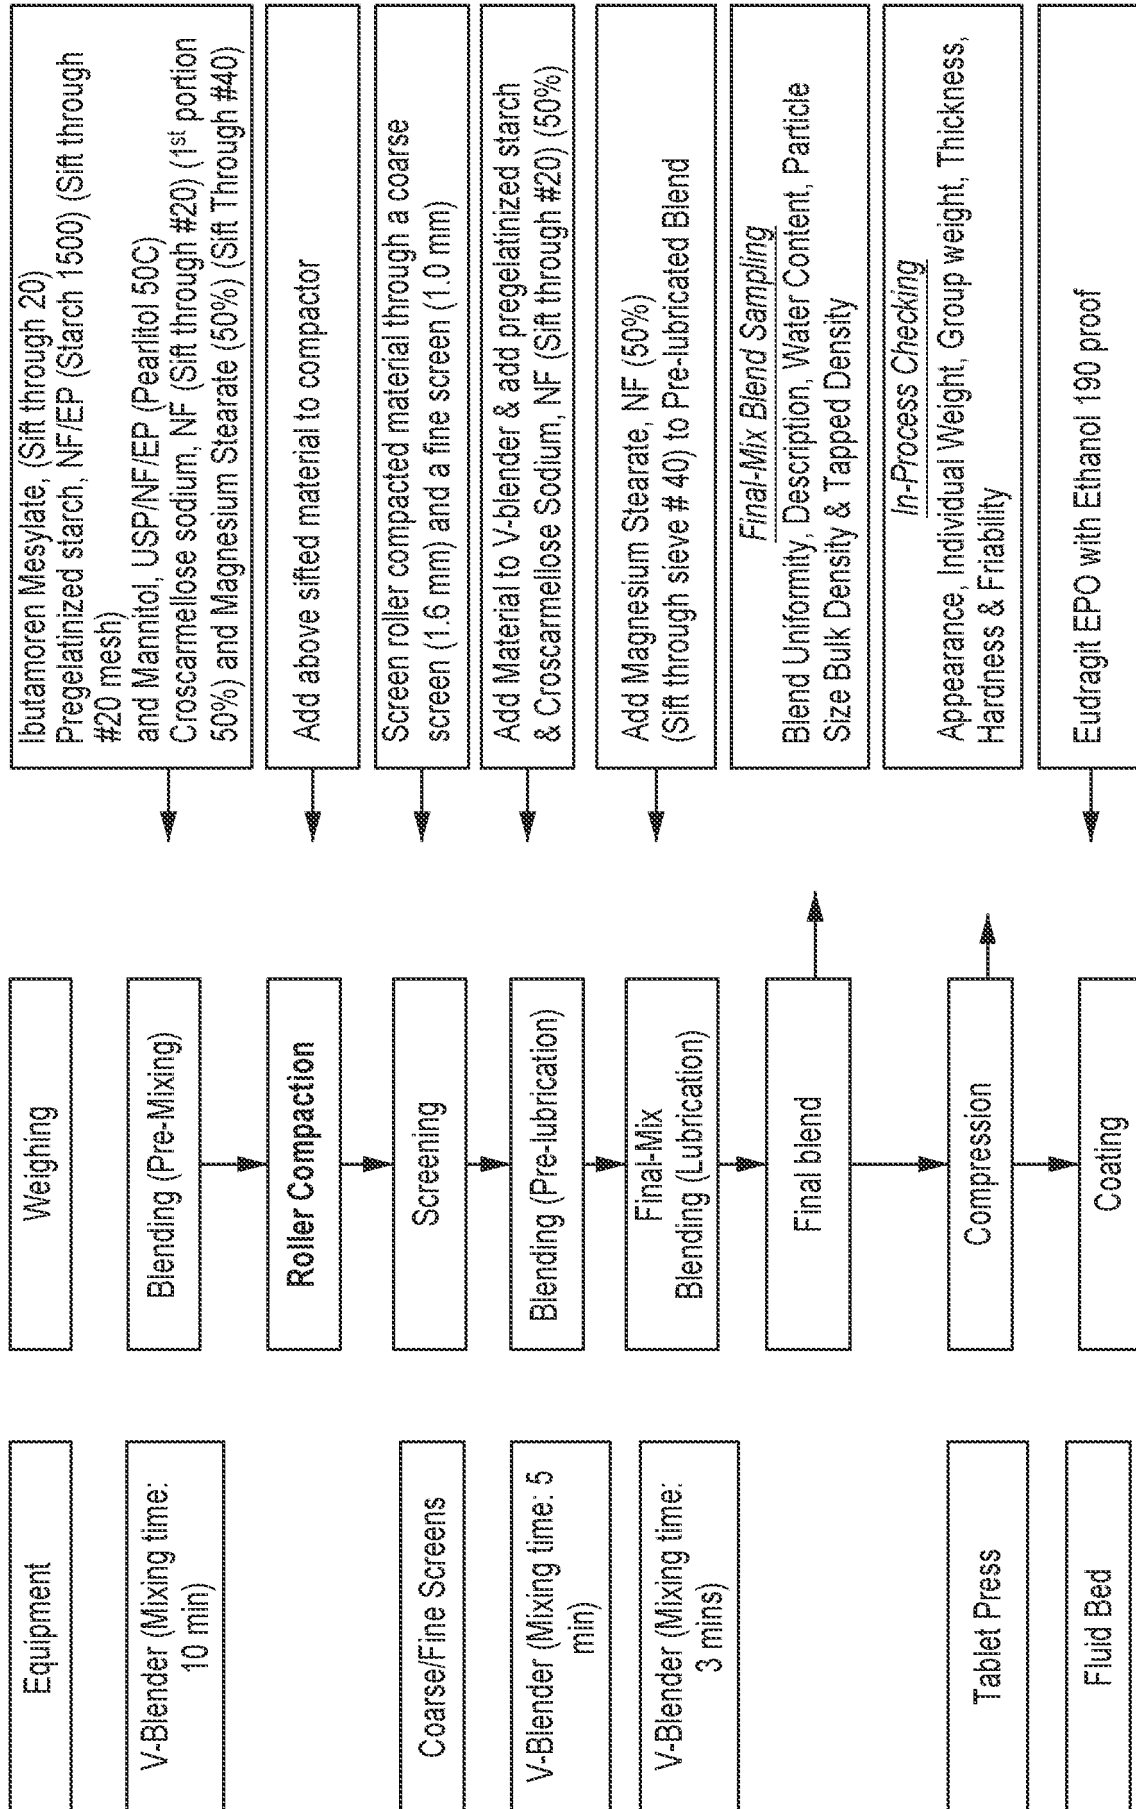 Equipment
Weighing
Ibutamoren Mesylate, (Sift through 20)
Pregelatinized starch, NF/EP (Starch 1500) (Sift through
#20 mesh)
and Mannitol, USP/NF/EP (Pearlitol 50C)
Croscarmellose sodium, NF (Sift through #20) (1st portion
50%) and Magnesium Stearate (50%) (Sift Through #40)
V-Blender (Mixing time:
10 min)
Blending (Pre-Mixing)
Roller Compaction
Add above sifted material to compactor
Coarse/Fine Screens
Screening
Screen roller compacted material through a coarse
screen (1.6 mm) and a fine screen (1.0 mm)
V-Blender (Mixing time: 5
min)
Blending (Pre-lubrication)
Add Material to V-blender & add pregelatinized starch
& Croscarmellose Sodium, NF (Sift through #20) (50%)
V-Blender (Mixing time:
3 mins)
Final-Mix
Blending (Lubrication)
Add Magnesium Stearate, NF (50%)
(Sift through sieve # 40) to Pre-lubricated Blend
Final blend
Final-Mix Blend Sampling
Blend Uniformity, Description, Water Content, Particle
Size Bulk Density & Tapped Density
Tablet Press
Compression
In-Process Checking
Appearance, Individual Weight, Group weight, Thickness,
Hardness & Friability
Fluid Bed
Coating
Eudragit EPO with Ethanol 190 proof